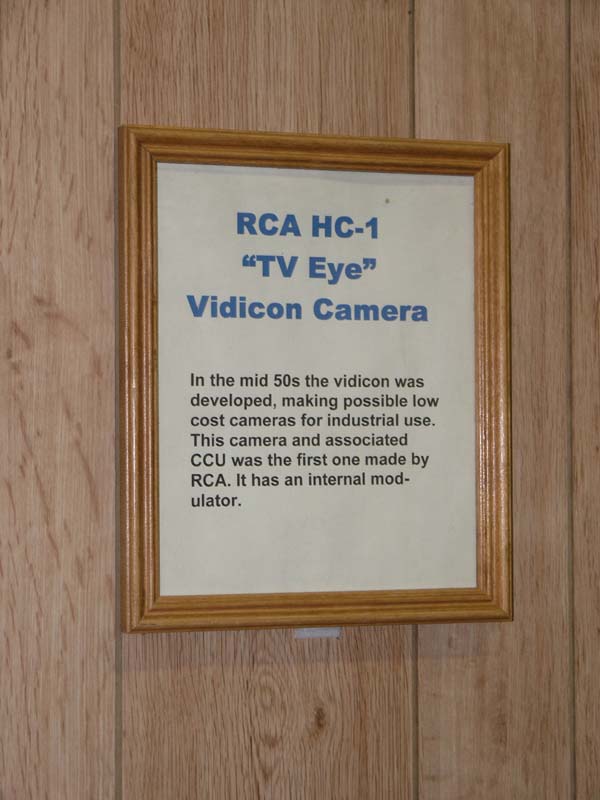 RCA HC-1
“TV Eye”
Vidicon Camera
In the mid 50s the vidicon was
developed, making possible low
cost cameras for industrial use.
This camera and associated
CCU was the first one made by
RCA. It has an internal mod-
ulator.